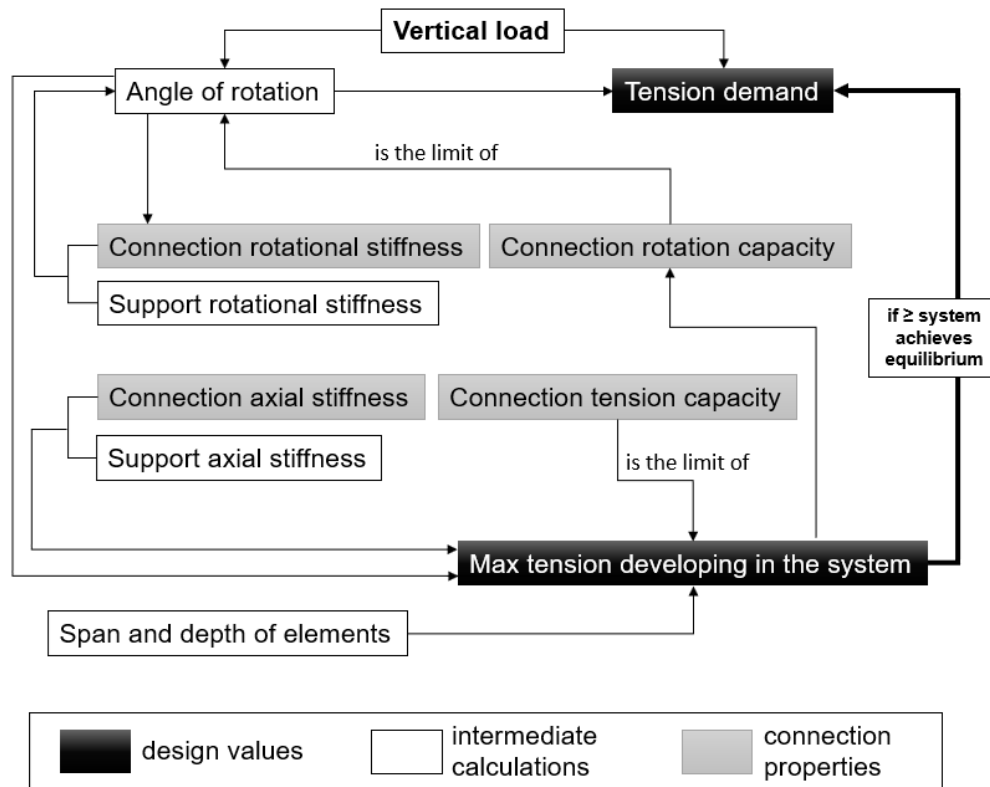 Vertical load
Angle of rotation
Tension demand
is the limit of
Connection rotational stiffness
Connection rotation capacity
Support rotational stiffness
if ≥ system
achieves
equilibrium
Connection axial stiffness
Connection tension capacity
Support axial stiffness
is the limit of
Max tension developing in the system
Span and depth of elements
design values
intermediate
calculations
connection
properties